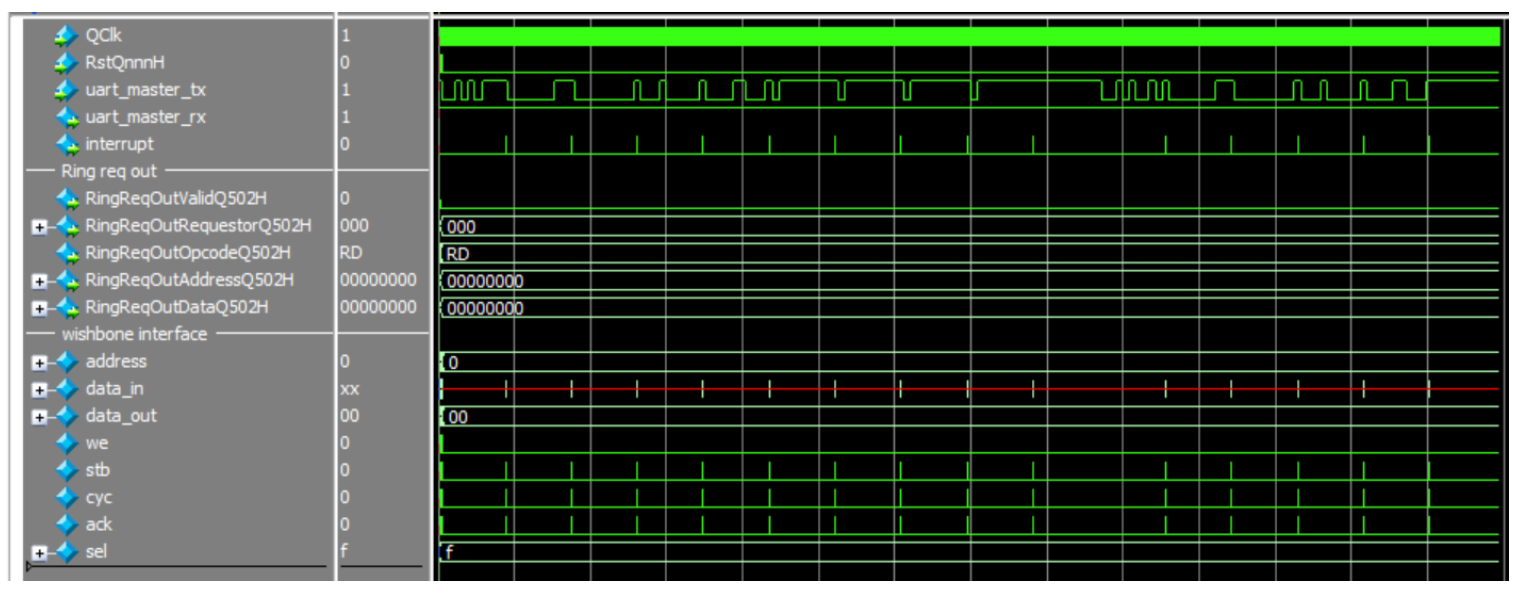 QClk 1
RstQnnnH 0
uart_master_tx 1
uart_master_rx 1
interrupt 0
Ring req out
RingReqOutValidQ502H 0
RingReqOutRequestorQ502H 000 000
RingReqOutOpcodeQ502H RD RD
RingReqOutAddressQ502H 00000000 00000000
RingReqOutDataQ502H 00000000 00000000
wishbone interface
address 0 0
data_in xx
data_out 00 00
we 0
stb 0
cyc 0
ack 0
sel f f